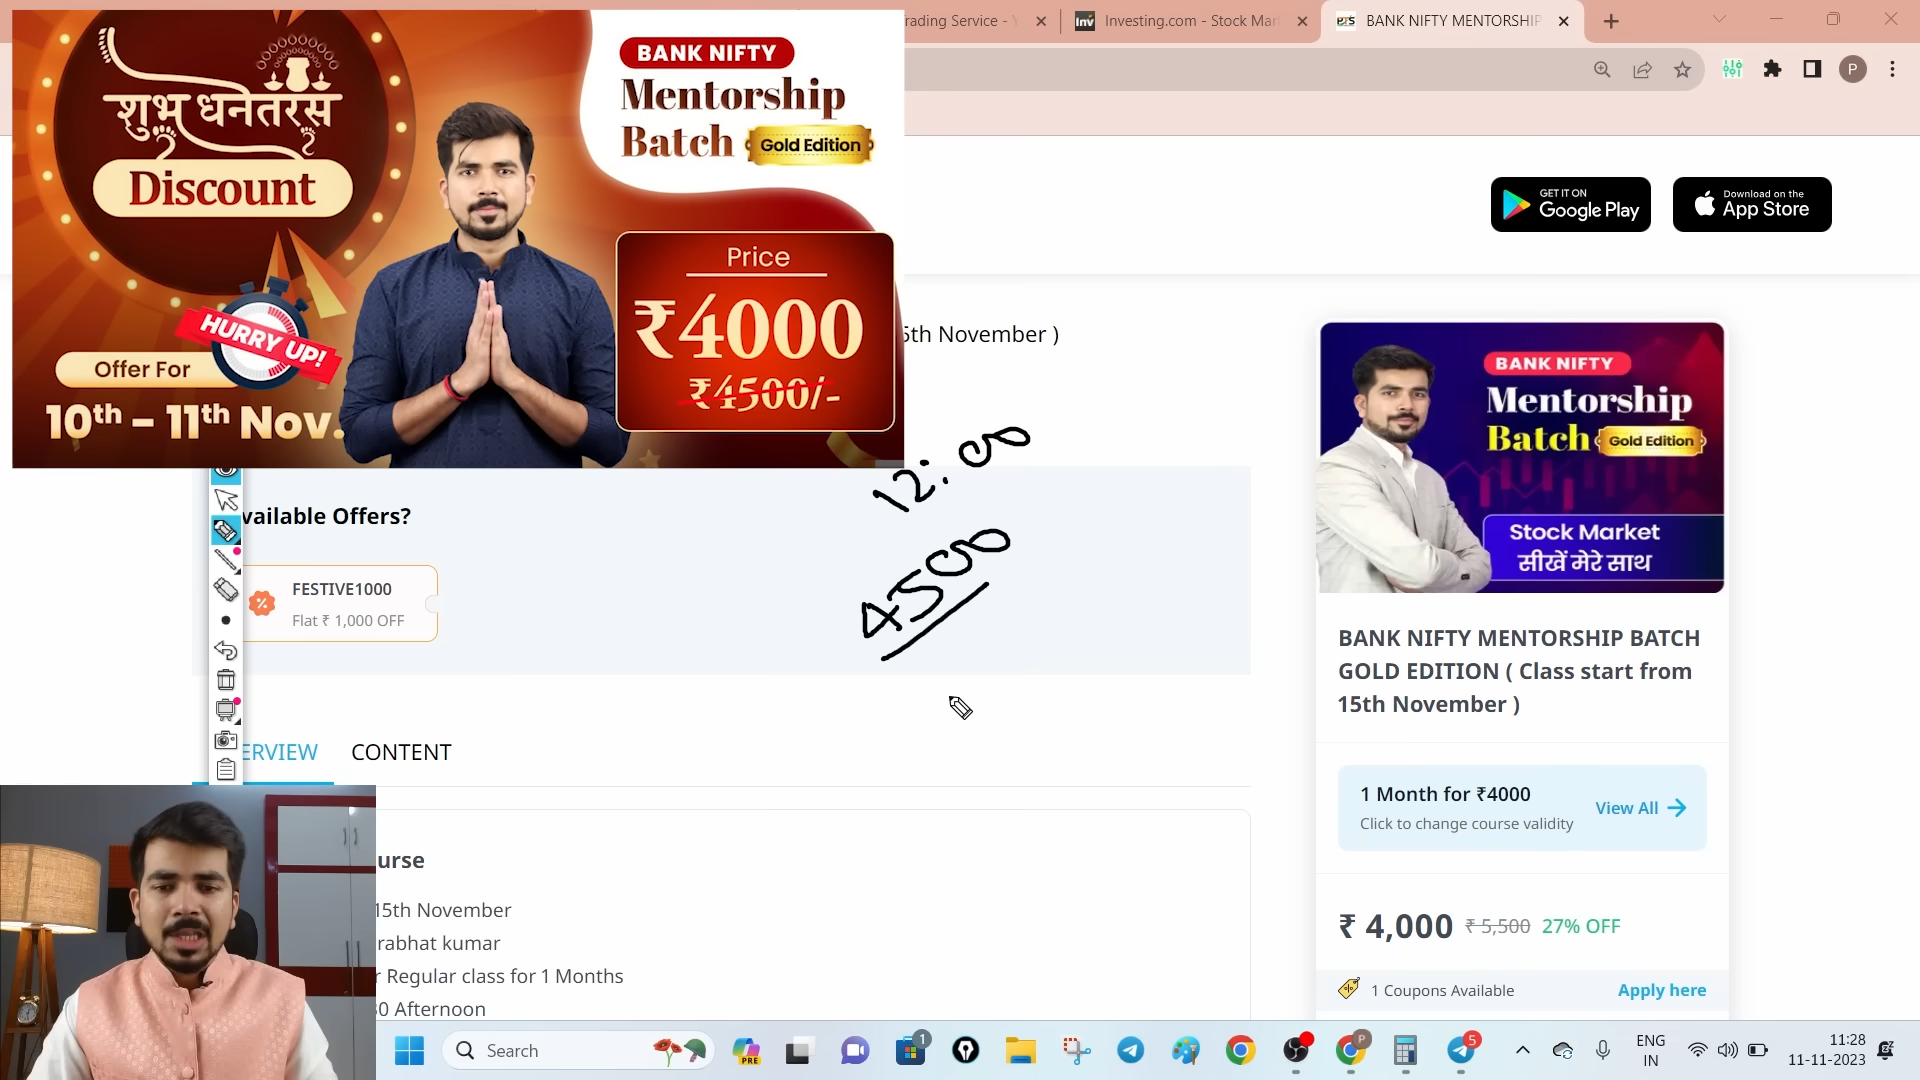 rading Service - Y
Investing.com - Stock Mar
BANK NIFTY MENTORSHIP
P
शुभ धनतेरस
Discount
HURRY UP!
Offer For
10th - 11th Nov.
BANK NIFTY
Mentorship
Batch Gold Edition
Price
₹4000
₹4500/-
GET IT ON
Google Play
Download on the
App Store
5th November )
12:00
4500
vailable Offers?
FESTIVE1000
Flat ₹ 1,000 OFF
ERVIEW
CONTENT
urse
15th November
rabhat kumar
r Regular class for 1 Months
30 Afternoon
BANK NIFTY
Mentorship
Batch Gold Edition
Stock Market
सीखें मेरे साथ
BANK NIFTY MENTORSHIP BATCH
GOLD EDITION ( Class start from
15th November )
1 Month for ₹4000
Click to change course validity
View All
₹ 4,000 ₹ 5,500 27% OFF
1 Coupons Available
Apply here
Search
PRE
1
P
5
ENG
IN
11:28
11-11-2023